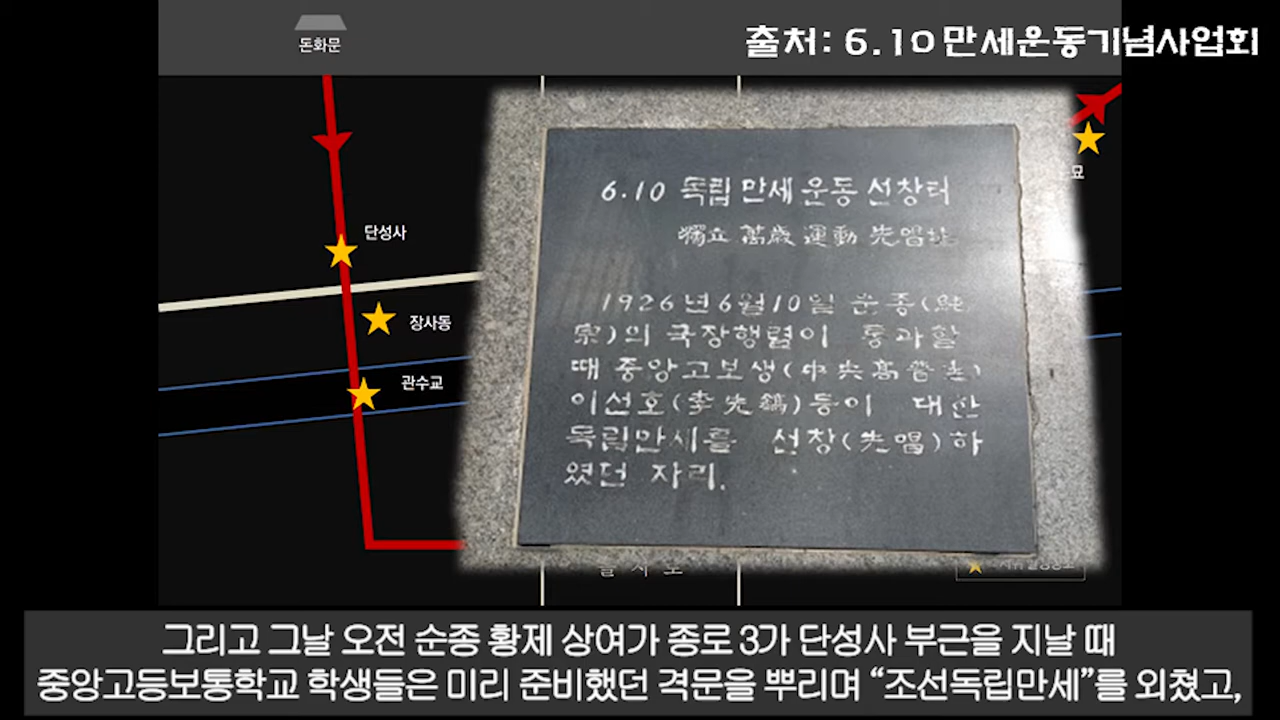 돈화문
출처: 6.10만세운동기념사업회
단성사
장사동
관수교
묘
6.10 독립 만세 운동 선창터
獨立 萬歲 運動 先唱址
1926년 6월 10일 순종(純
宗)의 국장행렬이 통과할
때 중앙고보생(中央高普生)
이선호(李先鎬)등이 대한
독립만세를 선창(先唱)하
였던 자리.
을 지 로
그리고 그날 오전 순종 황제 상여가 종로 3가 단성사 부근을 지날 때
중앙고등보통학교 학생들은 미리 준비했던 격문을 뿌리며 “조선독립만세”를 외쳤고,